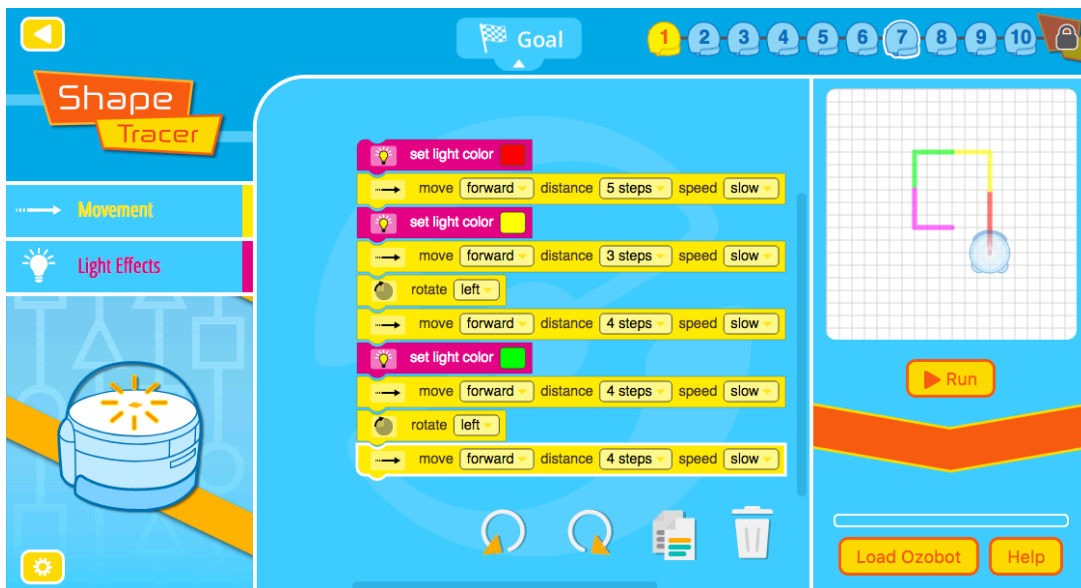 Goal
1 2 3 4 5 6 7 8 9 10
Shape
Tracer
Movement
Light Effects
set light color
move forward distance 5 steps speed slow
set light color
move forward distance 3 steps speed slow
rotate left
move forward distance 4 steps speed slow
set light color
move forward distance 4 steps speed slow
rotate left
move forward distance 4 steps speed slow
Run
Load Ozobot
Help